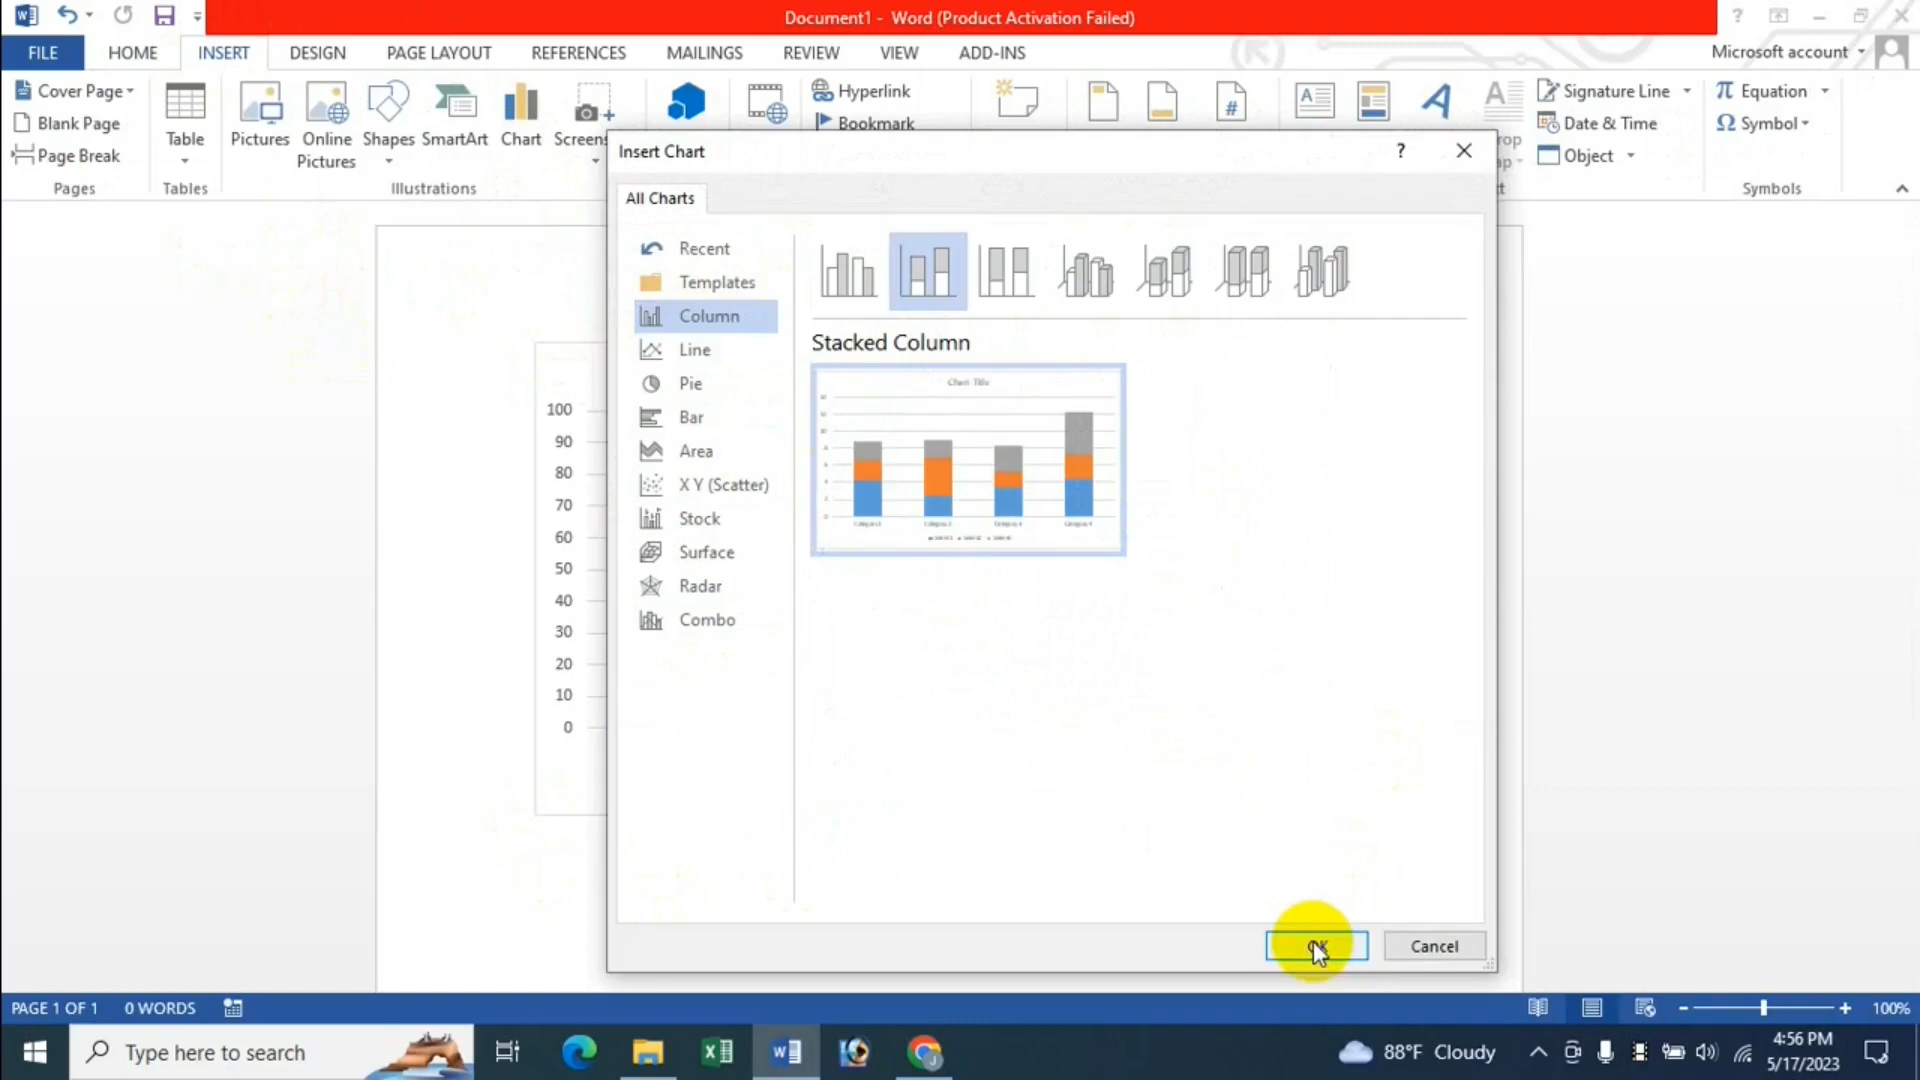 Document1 - Word (Product Activation Failed)
FILE HOME INSERT DESIGN PAGE LAYOUT REFERENCES MAILINGS REVIEW VIEW ADD-INS Microsoft account
Cover Page
Blank Page
Page Break
Pages
Table
Tables
Pictures
Online
Pictures
Shapes
SmartArt
Chart
Screens
Illustrations
Hyperlink
Bookmark
Signature Line
Date & Time
Object
Equation
Symbol
Symbols
Insert Chart
All Charts
Recent
Templates
Column
Line
Pie
Bar
Area
X Y (Scatter)
Stock
Surface
Radar
Combo
Stacked Column
Chart Title
100
90
80
70
60
50
40
30
20
10
0
OK Cancel
PAGE 1 OF 1 0 WORDS 100%
Type here to search
88°F Cloudy
4:56 PM
5/17/2023